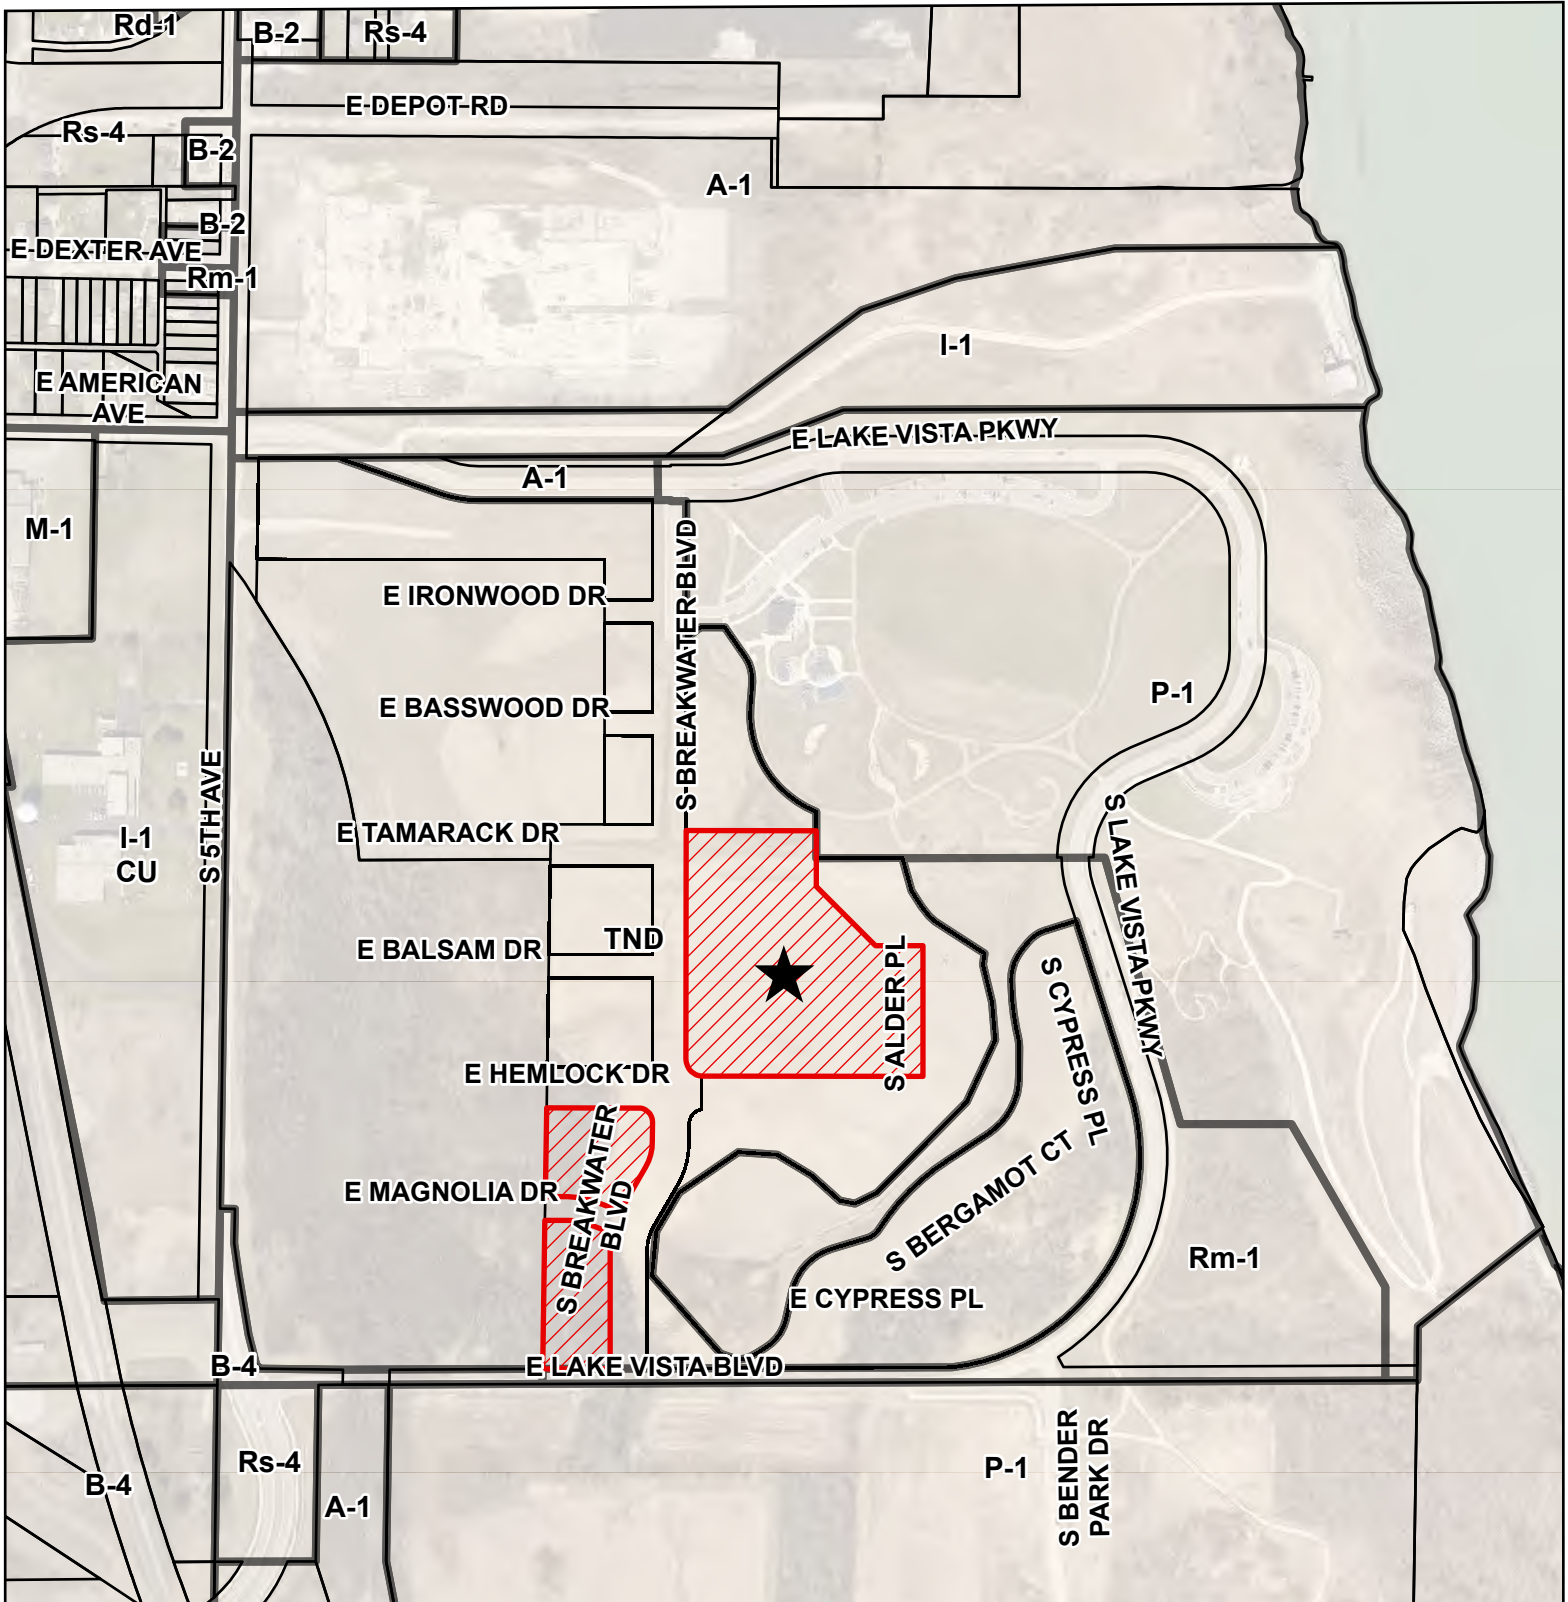 Rd-1
B-2
Rs-4
E DEPOT RD
Rs-4
B-2
A-1
B-2
E DEXTER AVE
Rm-1
I-1
E AMERICAN
AVE
E LAKE VISTA PKWY
A-1
M-1
S BREAKWATER BLVD
E IRONWOOD DR
P-1
E BASSWOOD DR
S 5TH AVE
E TAMARACK DR
I-1
CU
S LAKE VISTA PKWY
TND
E BALSAM DR
S ALDER PL
S CYPRESS PL
E HEMLOCK DR
S BREAKWATER
BLVD
E MAGNOLIA DR
S BERGAMOT CT
Rm-1
E CYPRESS PL
B-4
E LAKE VISTA BLVD
Rs-4
P-1
S BENDER
PARK DR
B-4
A-1